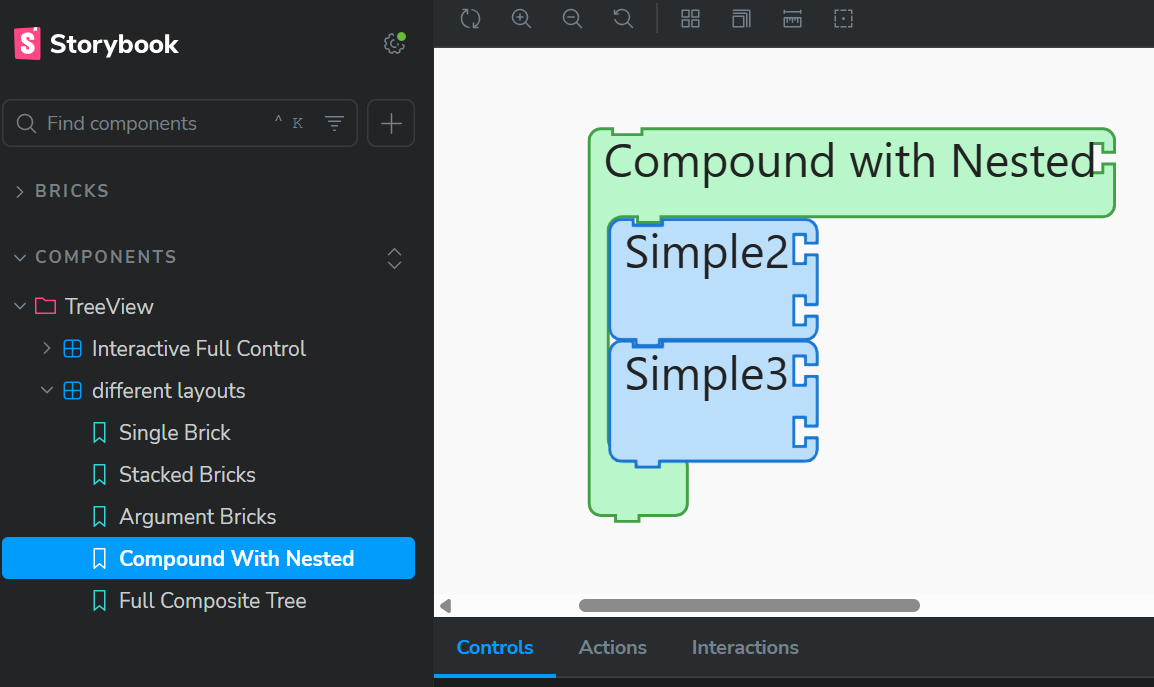 Storybook
Find components
^ K
BRICKS
COMPONENTS
TreeView
Interactive Full Control
different layouts
Single Brick
Stacked Bricks
Argument Bricks
Compound With Nested
Full Composite Tree
Compound with Nested
Simple2
Simple3
Controls Actions Interactions